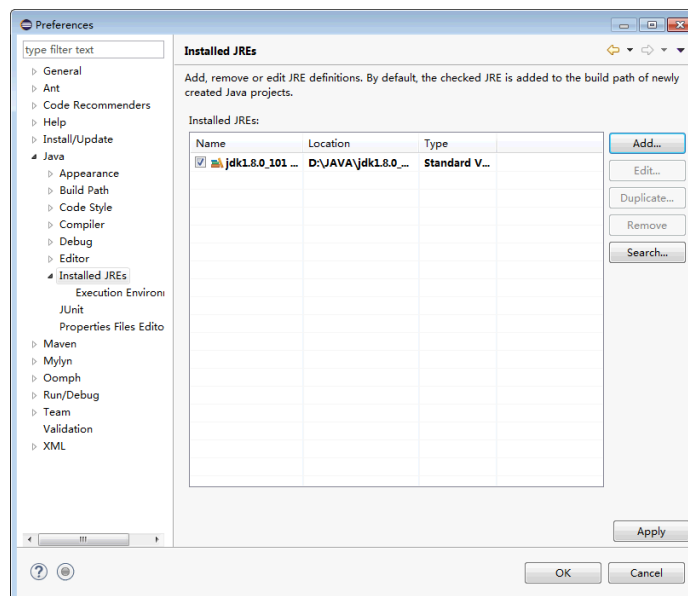 Preferences
type filter text
General
Ant
Code Recommenders
Help
Install/Update
Java
Appearance
Build Path
Code Style
Compiler
Debug
Editor
Installed JREs
Execution Environ
JUnit
Properties Files Edito
Maven
Mylyn
Oomph
Run/Debug
Team
Validation
XML
Installed JREs
Add, remove or edit JRE definitions. By default, the checked JRE is added to the build path of newly
created Java projects.
Installed JREs:
Name Location Type
jdk1.8.0_101 ... D:\JAVA\jdk1.8.0_... Standard V...
Add...
Edit...
Duplicate...
Remove
Search...
Apply
OK Cancel